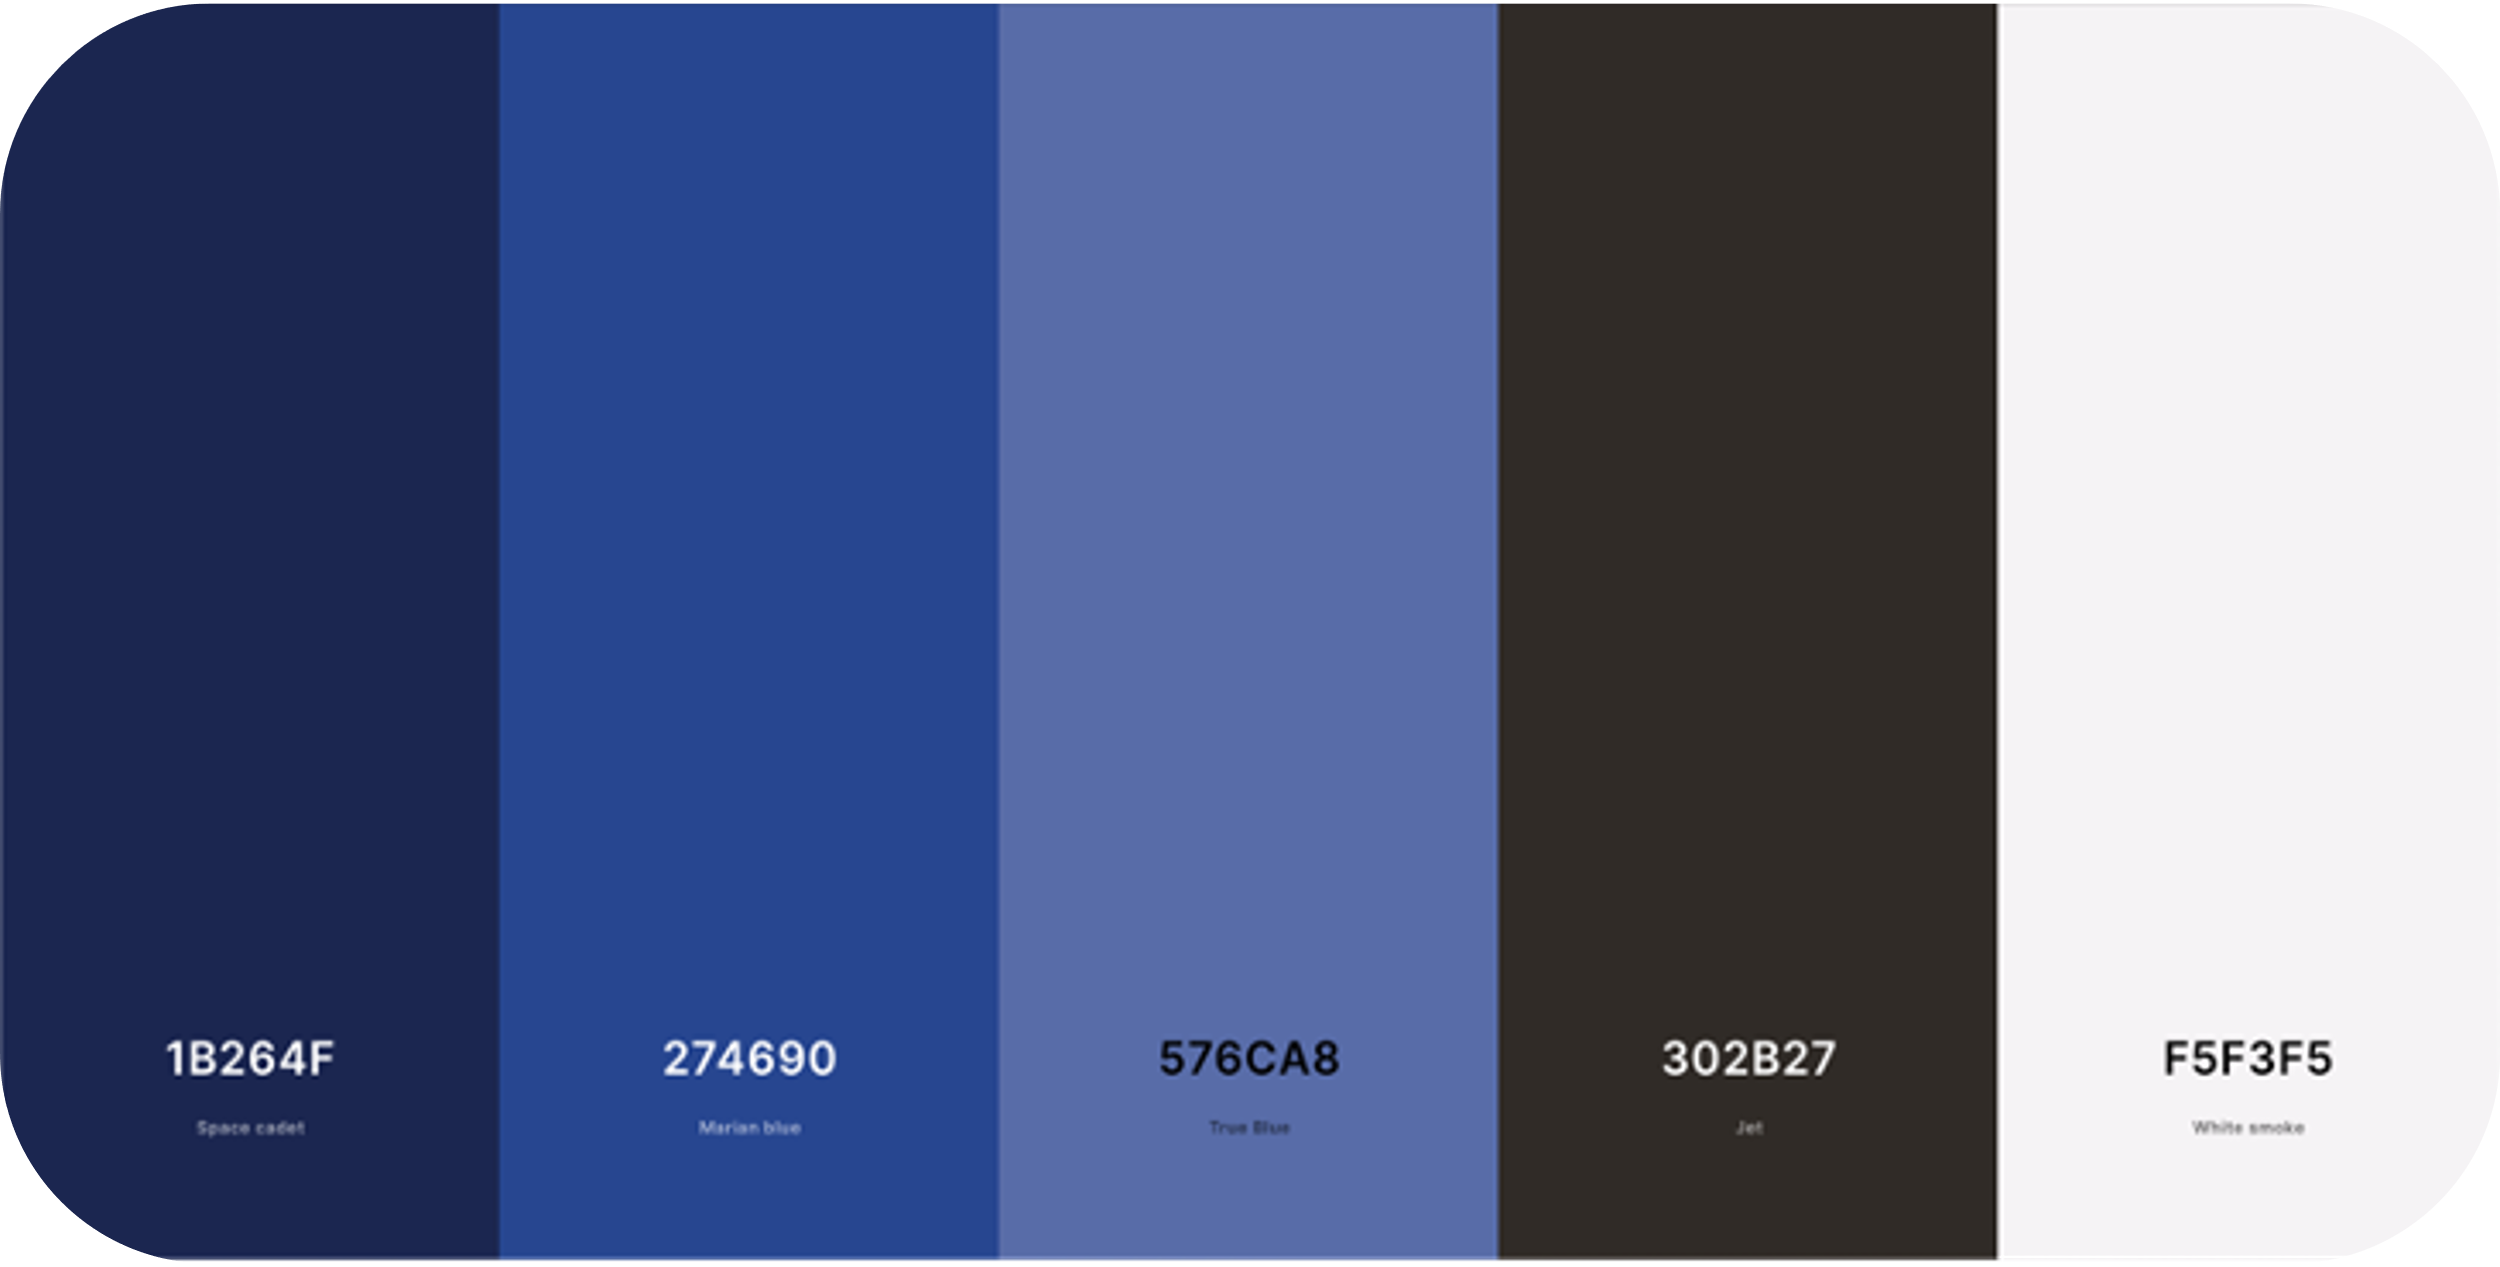 1B264F
Space cadet
274690
Marian blue
576CA8
True Blue
302B27
Jet
F5F3F5
White smoke